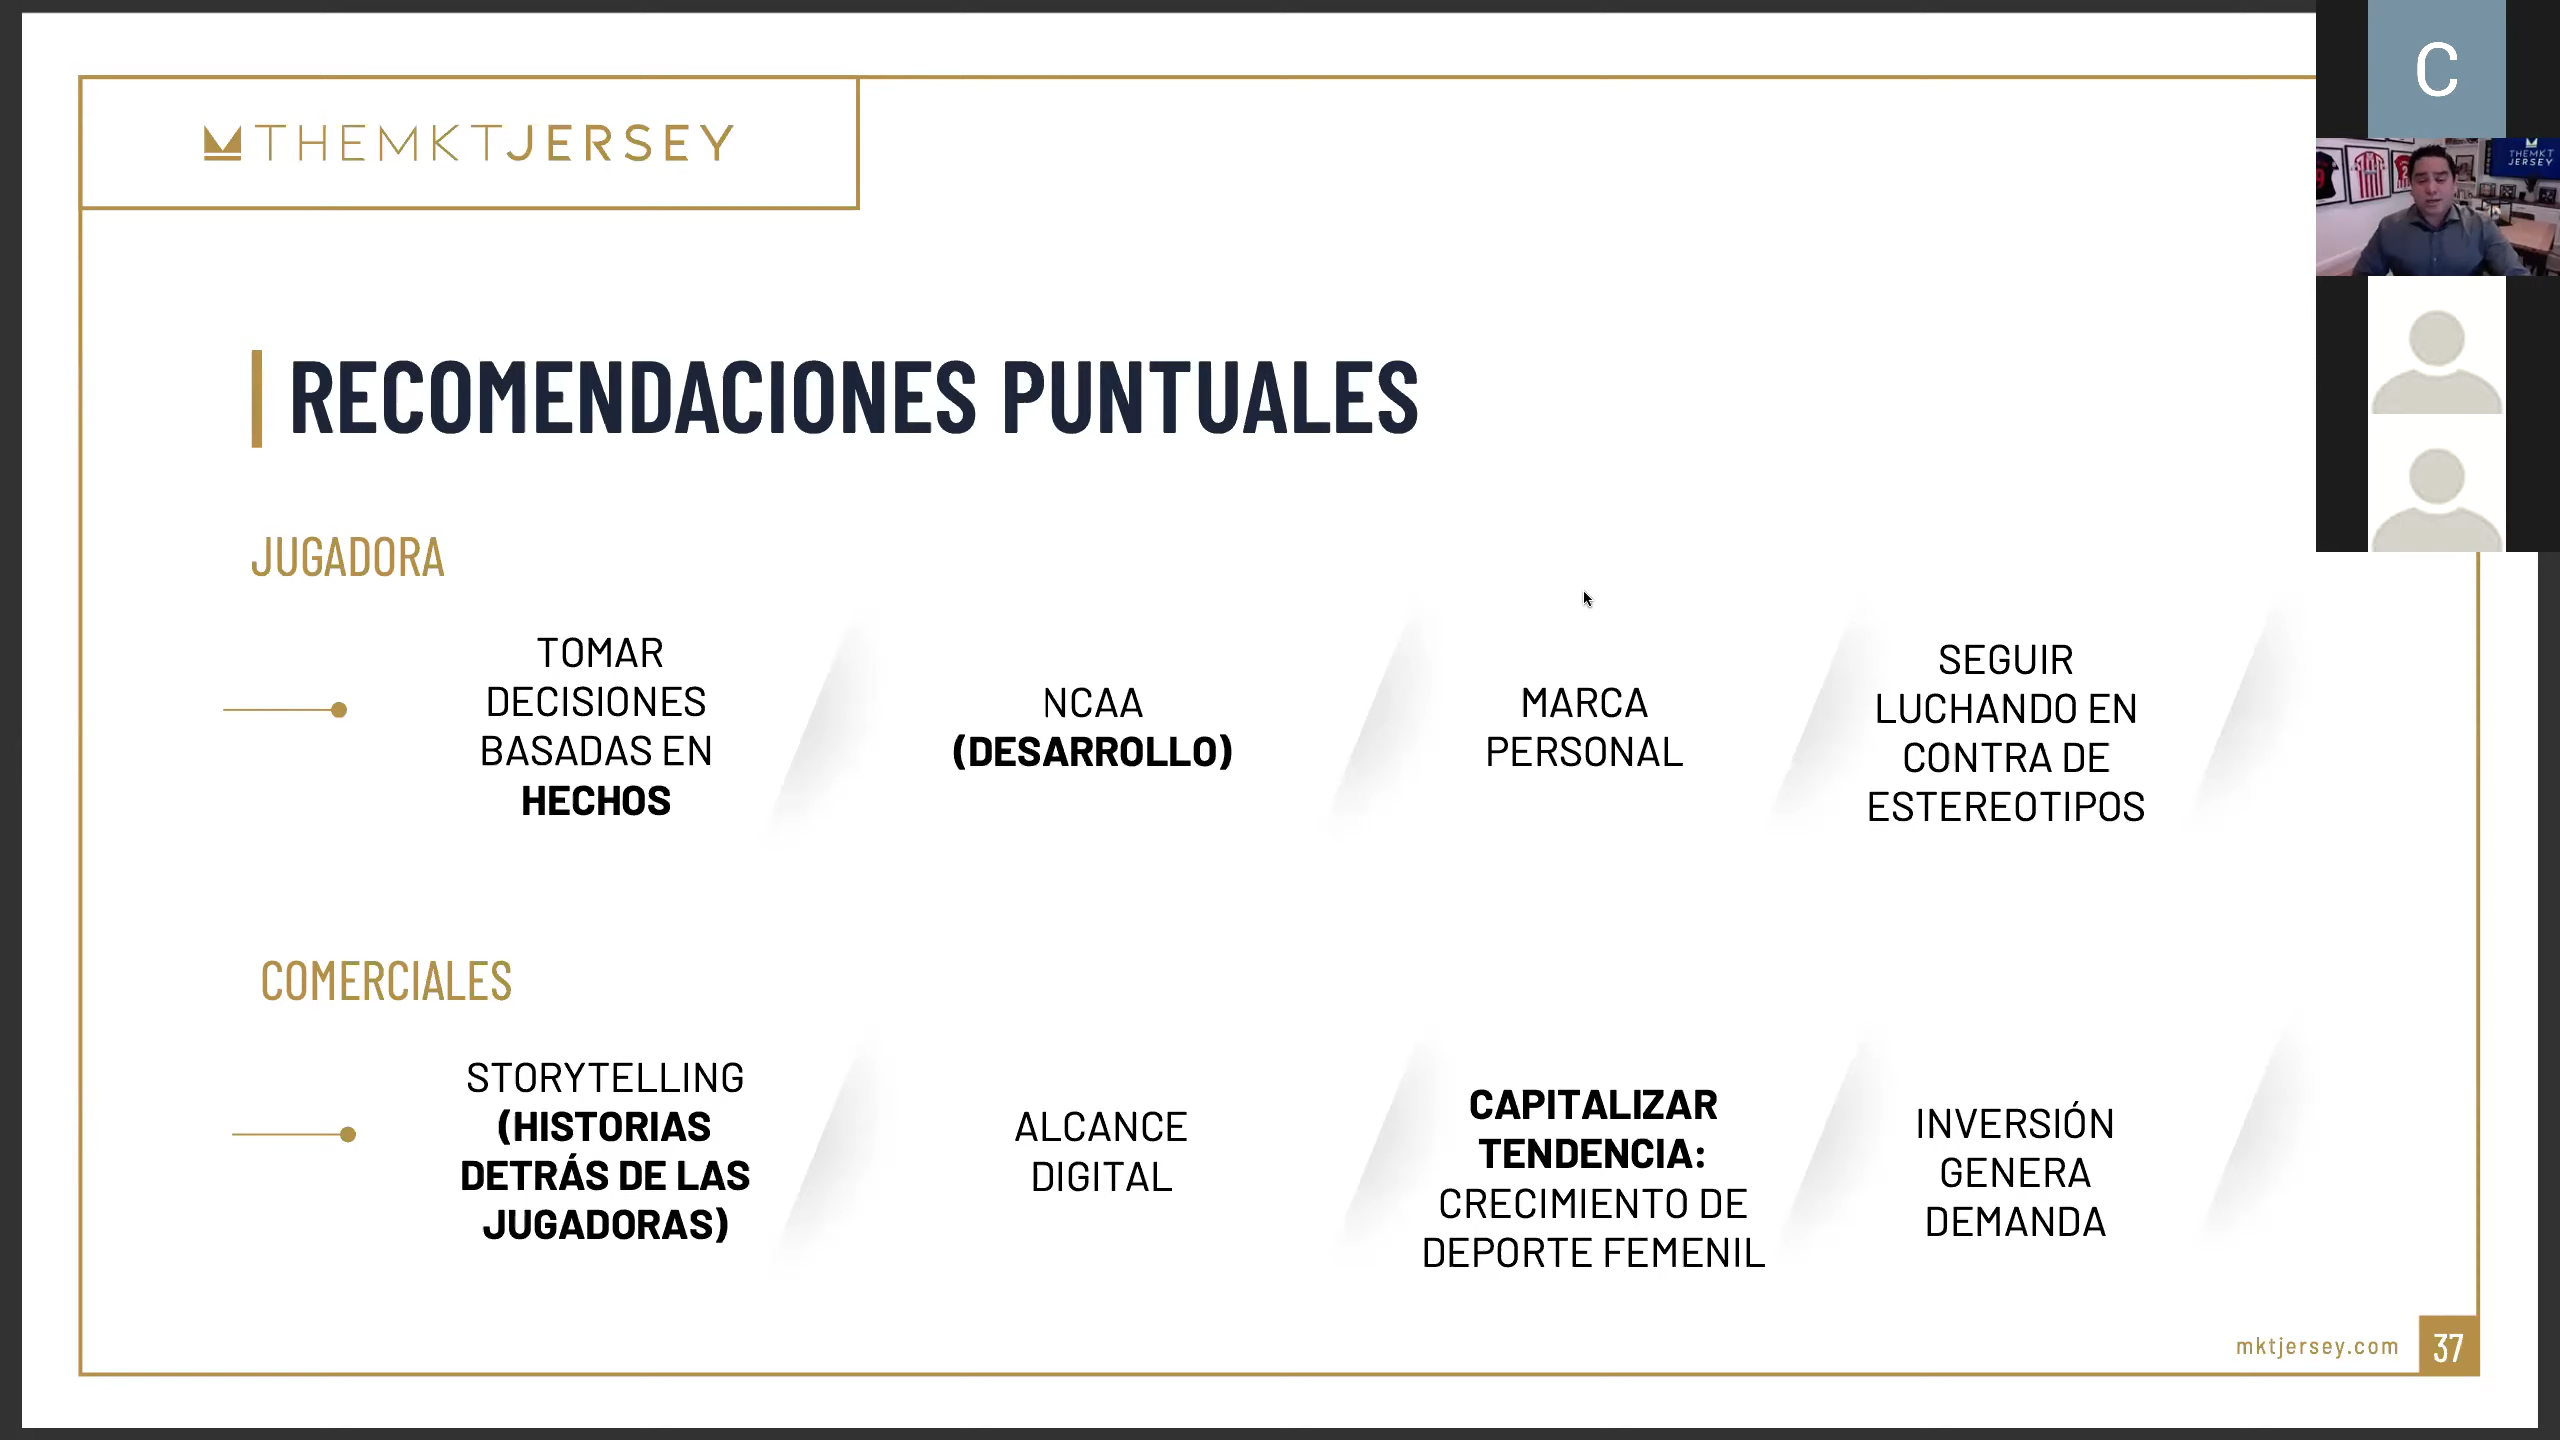 THEMKTJERSEY
C
THEMKT
JERSEY
RECOMENDACIONES PUNTUALES
JUGADORA
TOMAR
DECISIONES
BASADAS EN
HECHOS
NCAA
(DESARROLLO)
MARCA
PERSONAL
SEGUIR
LUCHANDO EN
CONTRA DE
ESTEREOTIPOS
COMERCIALES
STORYTELLING
(HISTORIAS
DETRÁS DE LAS
JUGADORAS)
ALCANCE
DIGITAL
CAPITALIZAR
TENDENCIA:
CRECIMIENTO DE
DEPORTE FEMENIL
INVERSIÓN
GENERA
DEMANDA
mktjersey.com
37